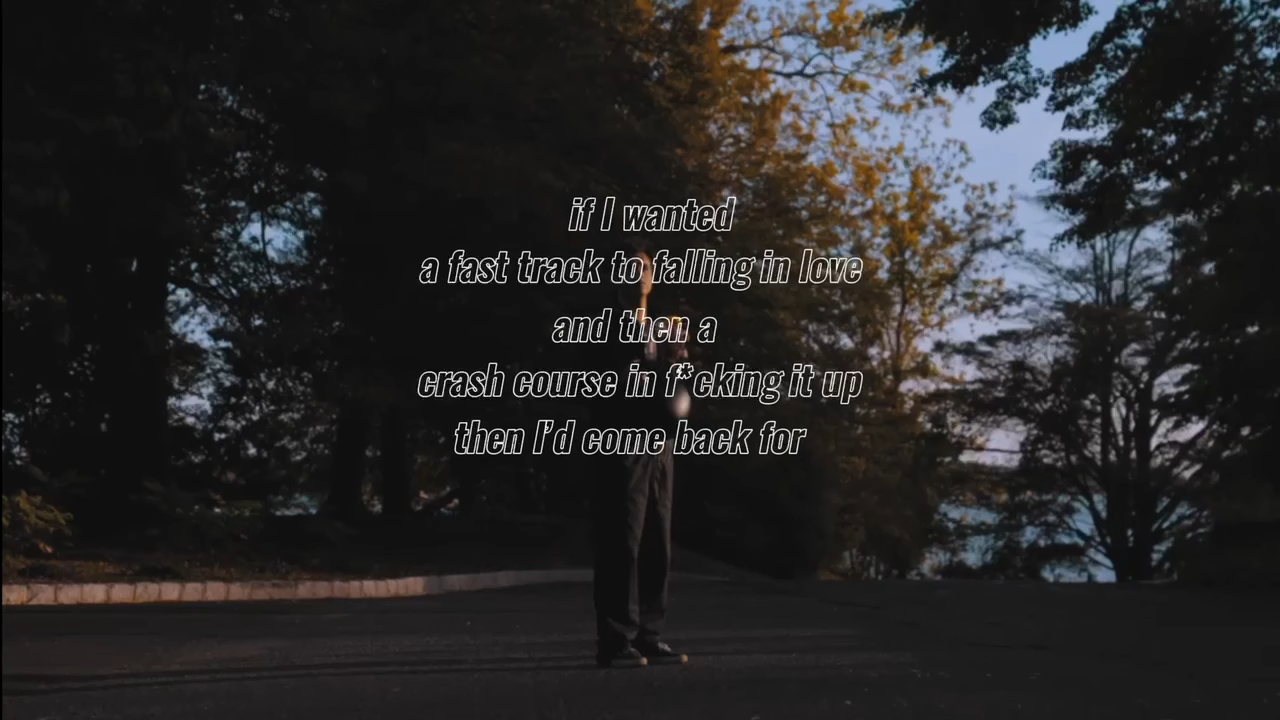 if I wanted
a fast track to falling in love
and then a
crash course in f*cking it up
then I'd come back for